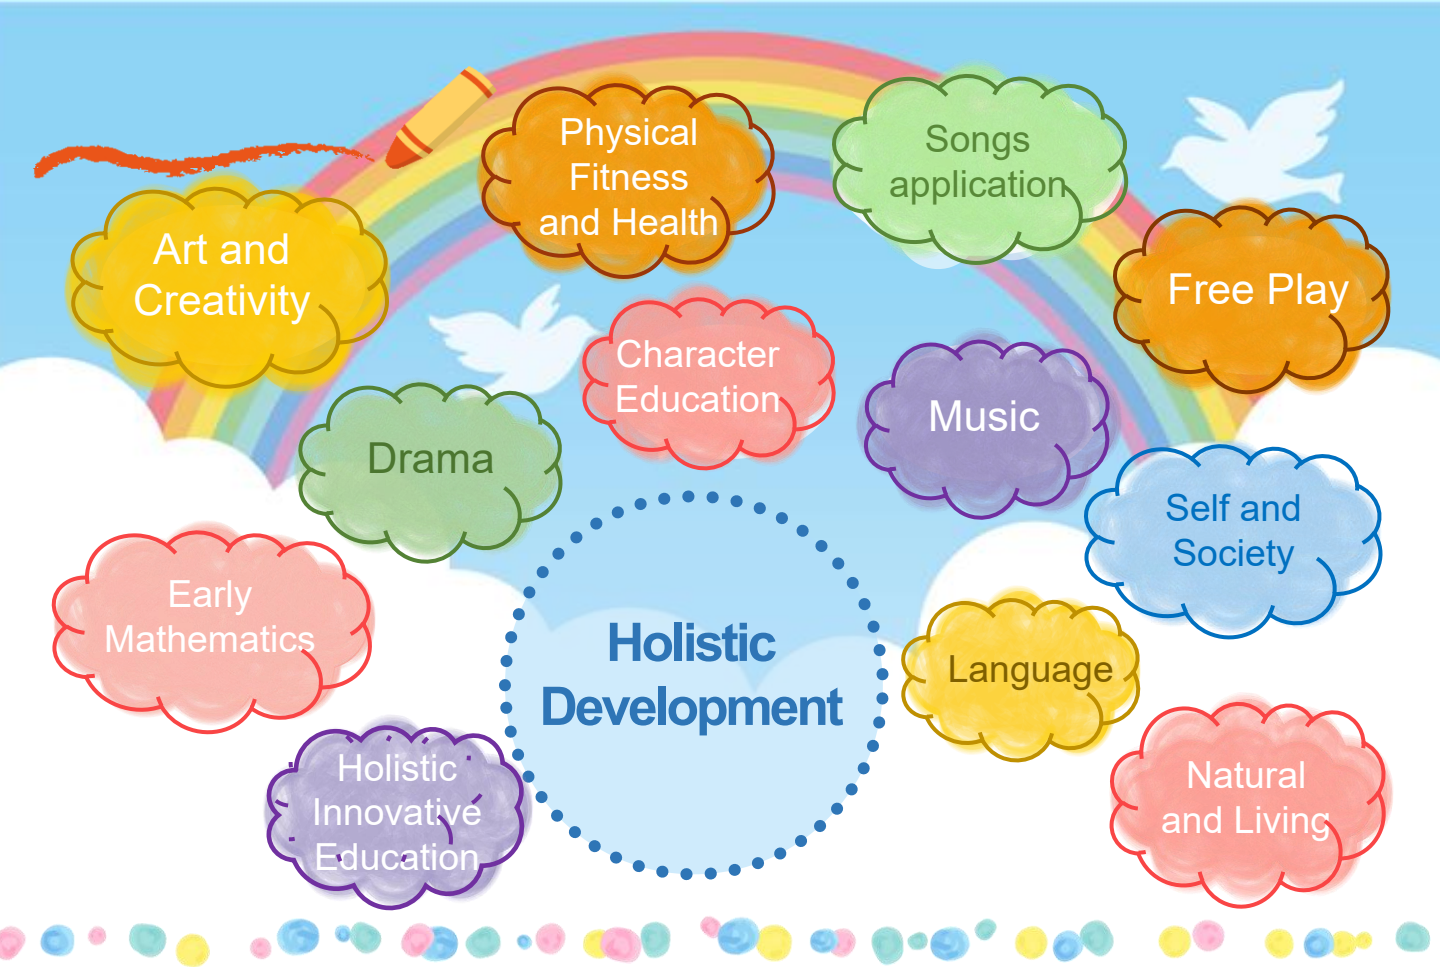 Physical
Fitness
and Health
Songs
application
Art and
Creativity
Free Play
Character
Education
Music
Drama
Self and
Society
Early
Mathematics
Holistic
Development
Language
Holistic
Innovative
Education
Natural
and Living